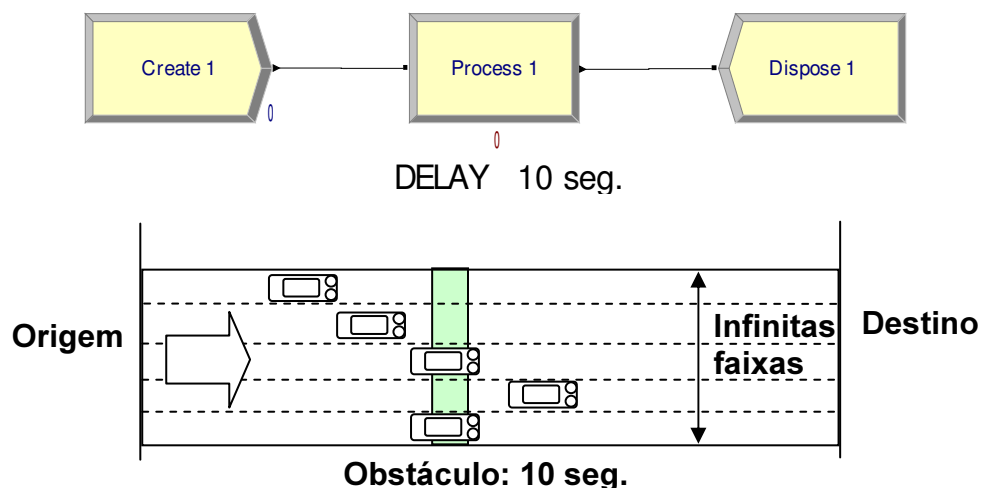 Create 1
Process 1
Dispose 1
0
0
DELAY 10 seg.
Origem
Infinitas
faixas
Destino
Obstáculo: 10 seg.